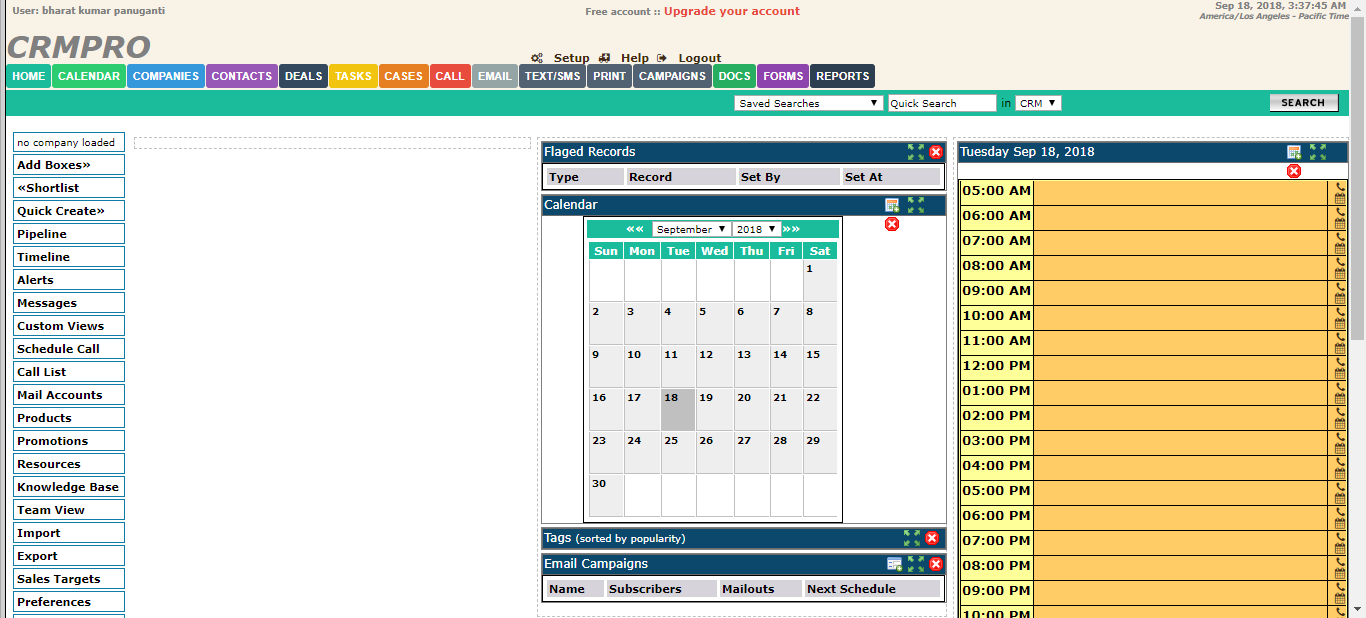 User: bharat kumar panuganti
Free account :: Upgrade your account
Sep 18, 2018, 3:37:45 AM
America/Los Angeles - Pacific Time
CRMPRO
Setup Help Logout
HOME CALENDAR COMPANIES CONTACTS DEALS TASKS CASES CALL EMAIL TEXT/SMS PRINT CAMPAIGNS DOCS FORMS REPORTS
Saved Searches Quick Search in CRM SEARCH
no company loaded
Add Boxes»
«Shortlist
Quick Create»
Pipeline
Timeline
Alerts
Messages
Custom Views
Schedule Call
Call List
Mail Accounts
Products
Promotions
Resources
Knowledge Base
Team View
Import
Export
Sales Targets
Preferences
Flaged Records
Type Record Set By Set At
Calendar
«« September 2018 »»
Sun Mon Tue Wed Thu Fri Sat
1
2 3 4 5 6 7 8
9 10 11 12 13 14 15
16 17 18 19 20 21 22
23 24 25 26 27 28 29
30
Tags (sorted by popularity)
Email Campaigns
Name Subscribers Mailouts Next Schedule
Tuesday Sep 18, 2018
05:00 AM
06:00 AM
07:00 AM
08:00 AM
09:00 AM
10:00 AM
11:00 AM
12:00 PM
01:00 PM
02:00 PM
03:00 PM
04:00 PM
05:00 PM
06:00 PM
07:00 PM
08:00 PM
09:00 PM
10:00 PM